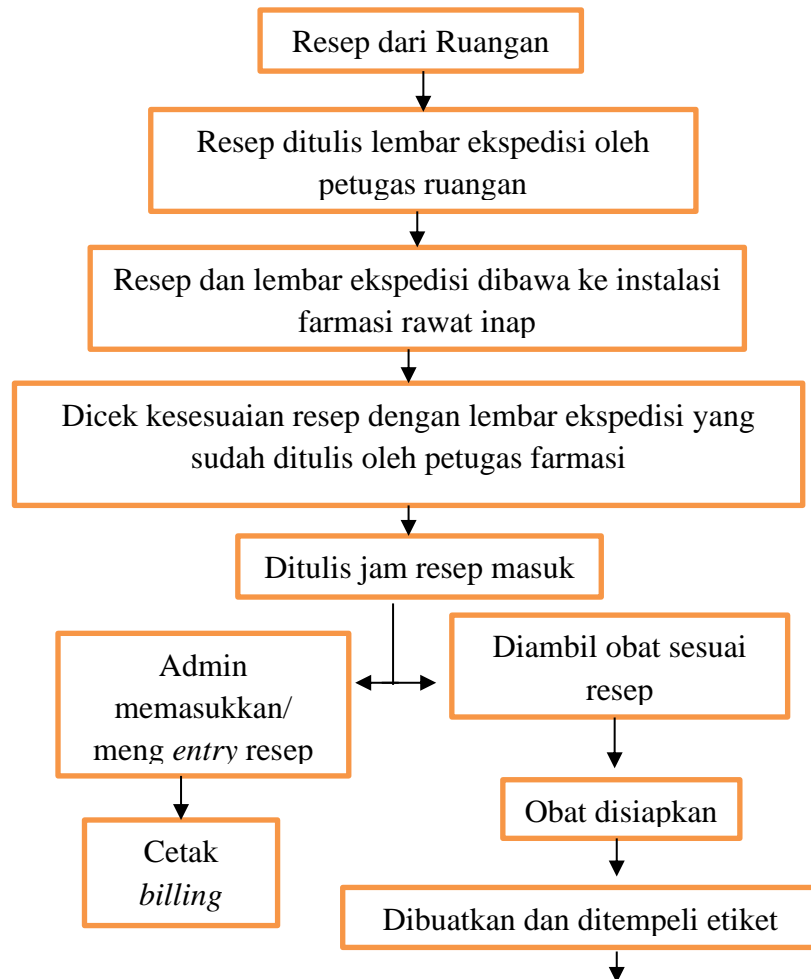 Resep dari Ruangan
Resep ditulis lembar ekspedisi oleh
petugas ruangan
Resep dan lembar ekspedisi dibawa ke instalasi
farmasi rawat inap
Dicek kesesuaian resep dengan lembar ekspedisi yang
sudah ditulis oleh petugas farmasi
Ditulis jam resep masuk
Admin
memasukkan/
meng entry resep
Cetak
billing
Diambil obat sesuai
resep
Obat disiapkan
Dibuatkan dan ditempeli etiket